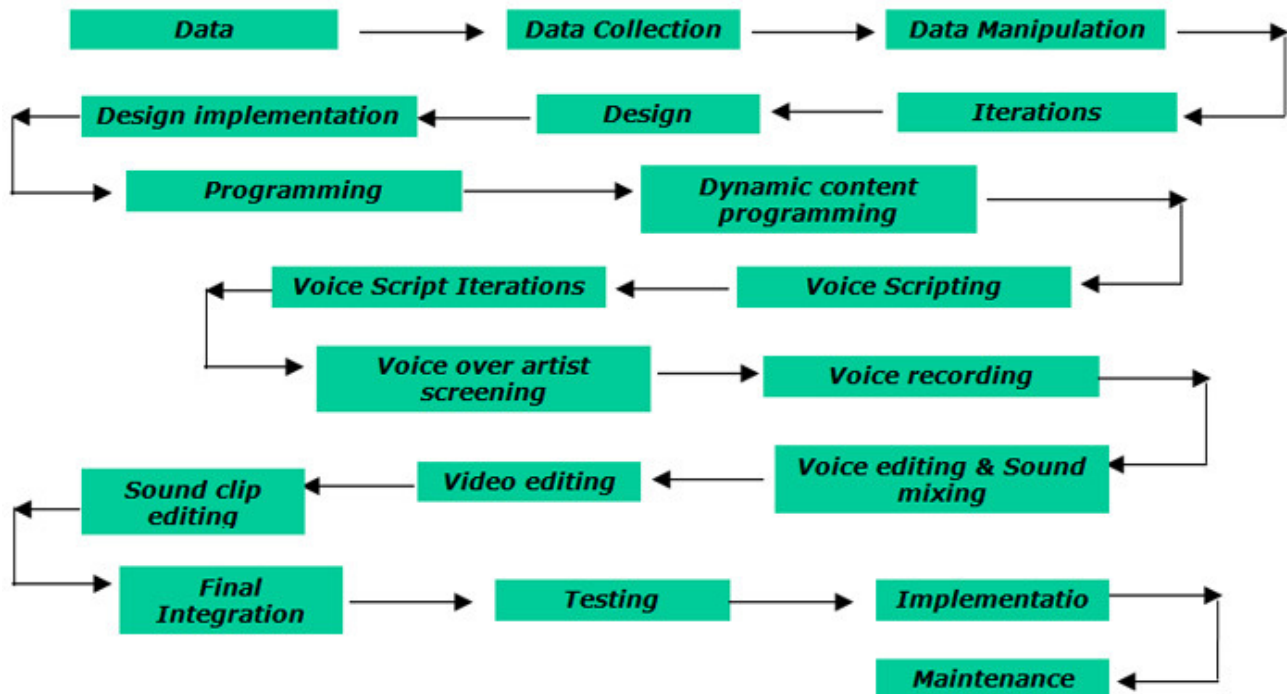 Data
Data Collection
Data Manipulation
Iterations
Design
Design implementation
Programming
Dynamic content
programming
Voice Scripting
Voice Script Iterations
Voice over artist
screening
Voice recording
Voice editing & Sound
mixing
Video editing
Sound clip
editing
Final
Integration
Testing
Implementatio
Maintenance